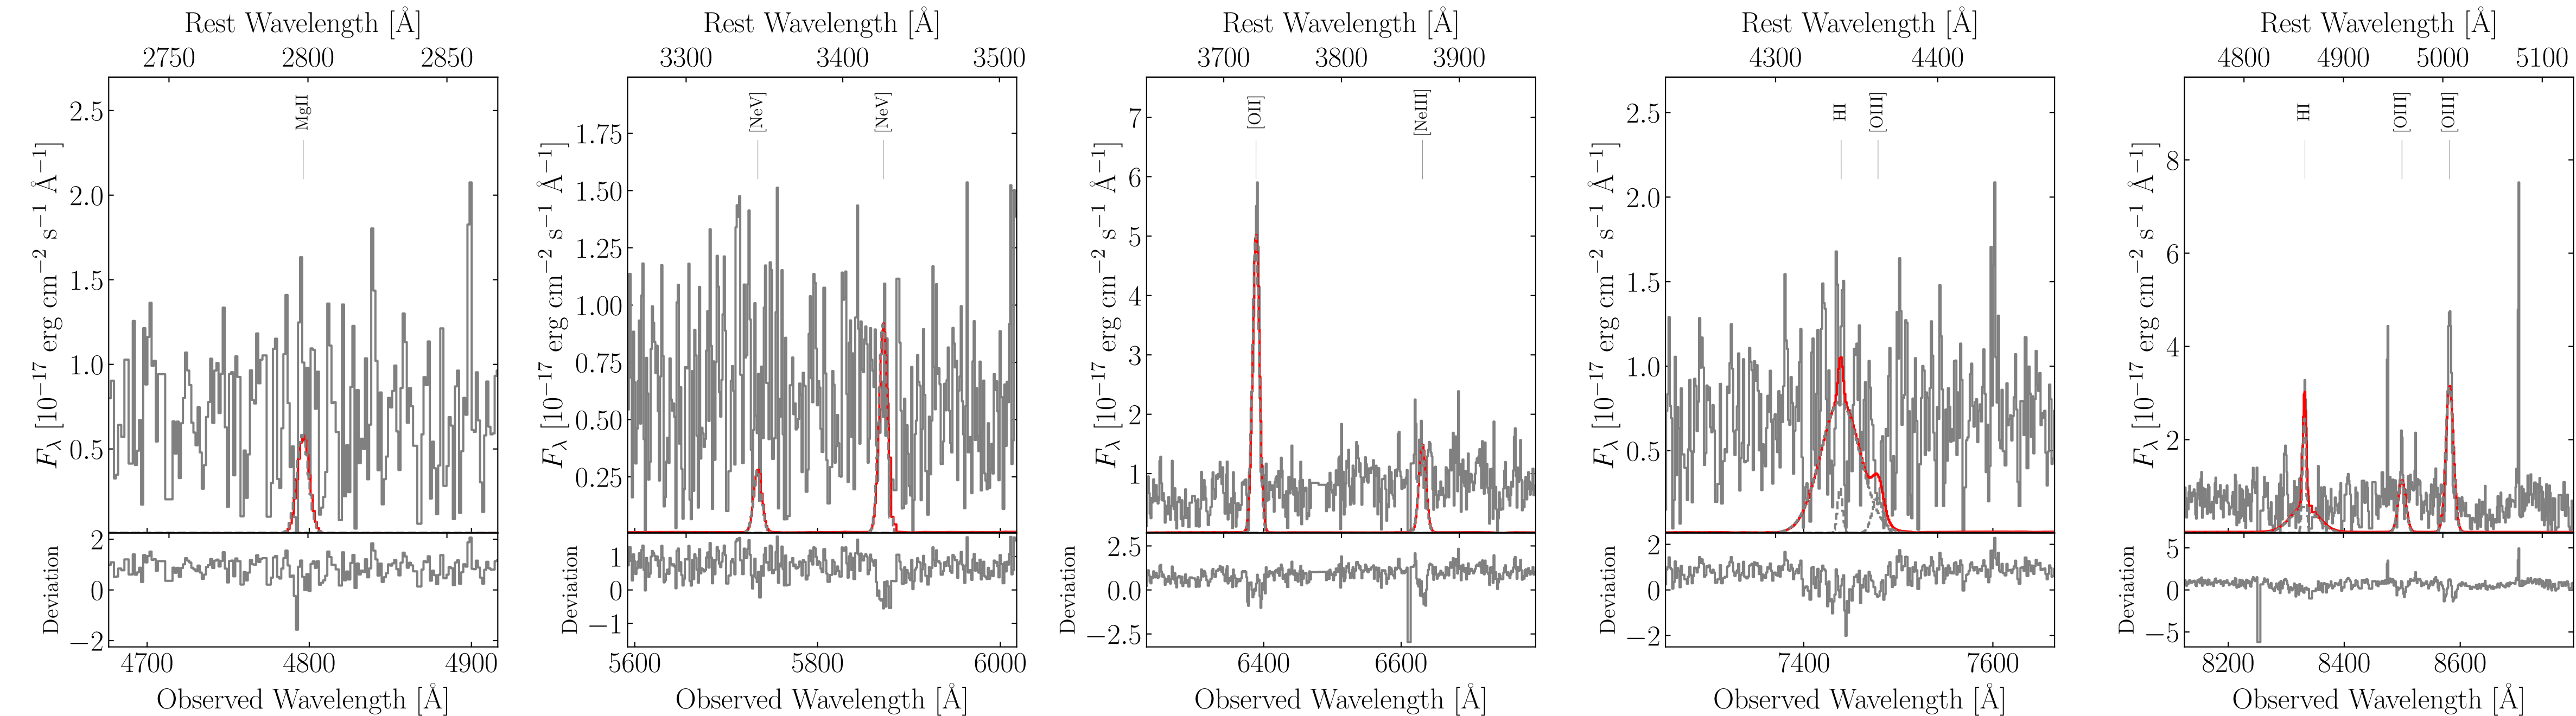 Rest Wavelength [Å] Rest Wavelength [Å] Rest Wavelength [Å] Rest Wavelength [Å] Rest Wavelength [Å]
2750 2800 2850 3300 3400 3500 3700 3800 3900 4300 4400 4800 4900 5000 5100
MgII [NeV] [NeV] [OII] [NeIII] HI [OIII] HI [OIII] [OIII]
F_λ [10⁻¹⁷ erg cm⁻² s⁻¹ Å⁻¹]
2.5
2.0
1.5
1.0
0.5
F_λ [10⁻¹⁷ erg cm⁻² s⁻¹ Å⁻¹]
1.75
1.50
1.25
1.00
0.75
0.50
0.25
F_λ [10⁻¹⁷ erg cm⁻² s⁻¹ Å⁻¹]
7
6
5
4
3
2
1
F_λ [10⁻¹⁷ erg cm⁻² s⁻¹ Å⁻¹]
2.5
2.0
1.5
1.0
0.5
F_λ [10⁻¹⁷ erg cm⁻² s⁻¹ Å⁻¹]
8
6
4
2
Deviation
2
0
−2
Deviation
1
0
−1
Deviation
2.5
0.0
−2.5
Deviation
2
0
−2
Deviation
5
0
−5
4700 4800 4900 5600 5800 6000 6400 6600 7400 7600 8200 8400 8600
Observed Wavelength [Å] Observed Wavelength [Å] Observed Wavelength [Å] Observed Wavelength [Å] Observed Wavelength [Å]